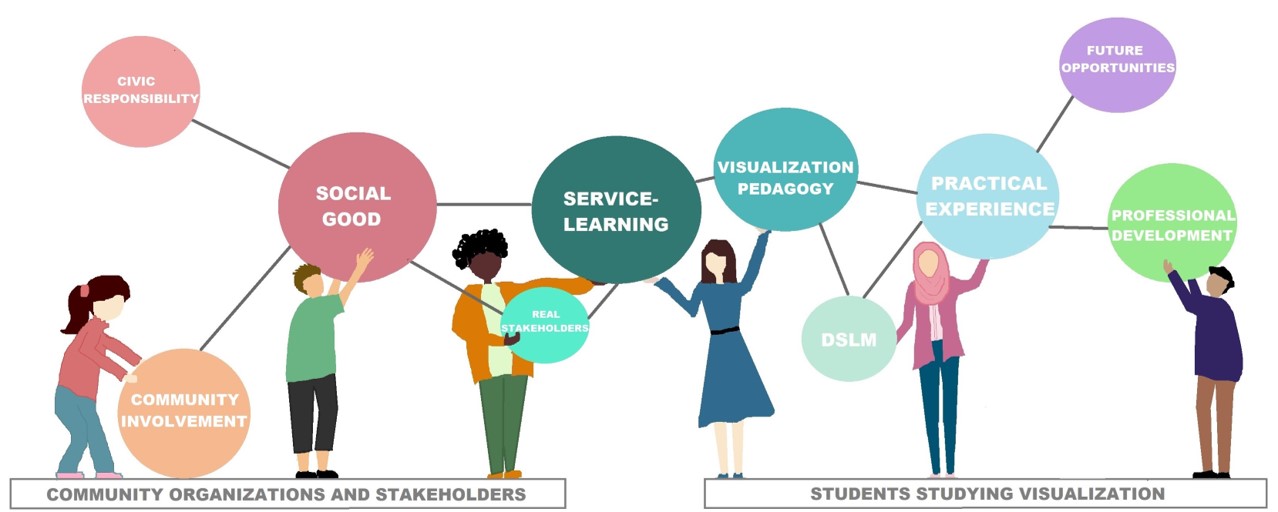 CIVIC
RESPONSIBILITY
SOCIAL
GOOD
COMMUNITY
INVOLVEMENT
REAL
STAKEHOLDERS
SERVICE-
LEARNING
VISUALIZATION
PEDAGOGY
DSLM
PRACTICAL
EXPERIENCE
FUTURE
OPPORTUNITIES
PROFESSIONAL
DEVELOPMENT
COMMUNITY ORGANIZATIONS AND STAKEHOLDERS
STUDENTS STUDYING VISUALIZATION